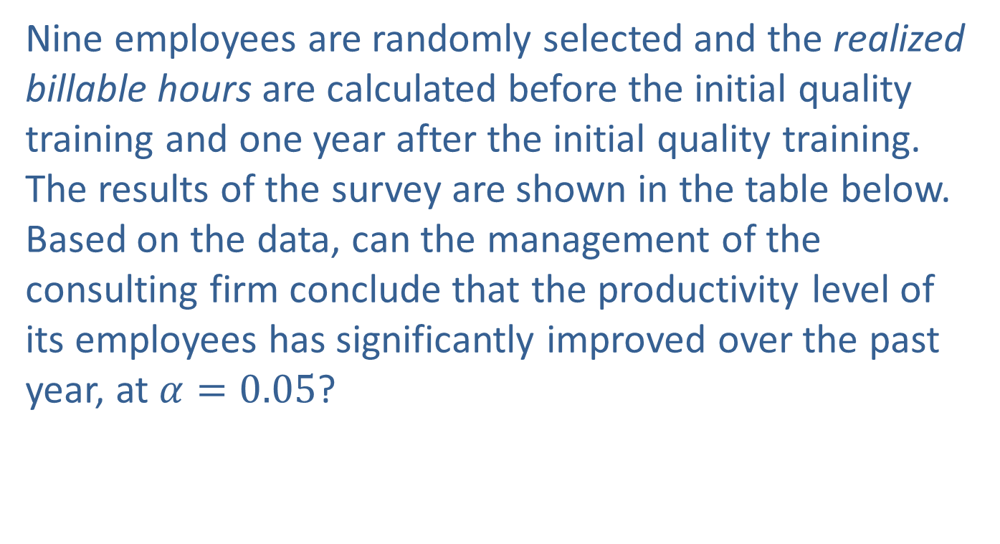 Nine employees are randomly selected and the realized
billable hours are calculated before the initial quality
training and one year after the initial quality training.
The results of the survey are shown in the table below.
Based on the data, can the management of the
consulting firm conclude that the productivity level of
its employees has significantly improved over the past
year, at 𝛼 = 0.05?